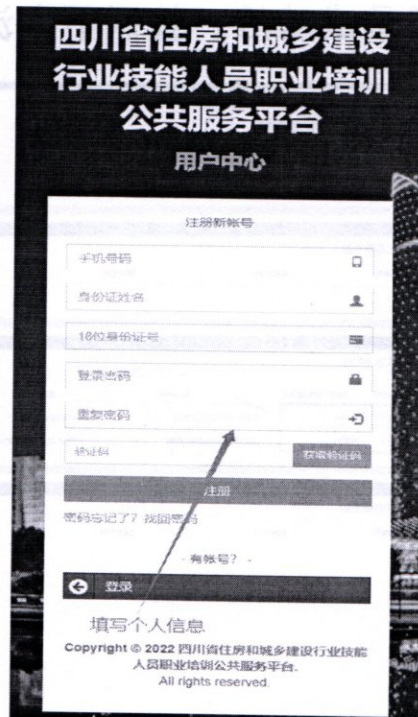 四川省住房和城乡建设
行业技能人员职业培训
公共服务平台
用户中心
注册新帐号
手机号码
身份证姓名
18位身份证号
登录密码
重复密码
验证码
获取验证码
注册
密码忘记了？找回密码
- 有帐号？ -
登录
填写个人信息
Copyright © 2022 四川省住房和城乡建设行业技能
人员职业培训公共服务平台.
All rights reserved.